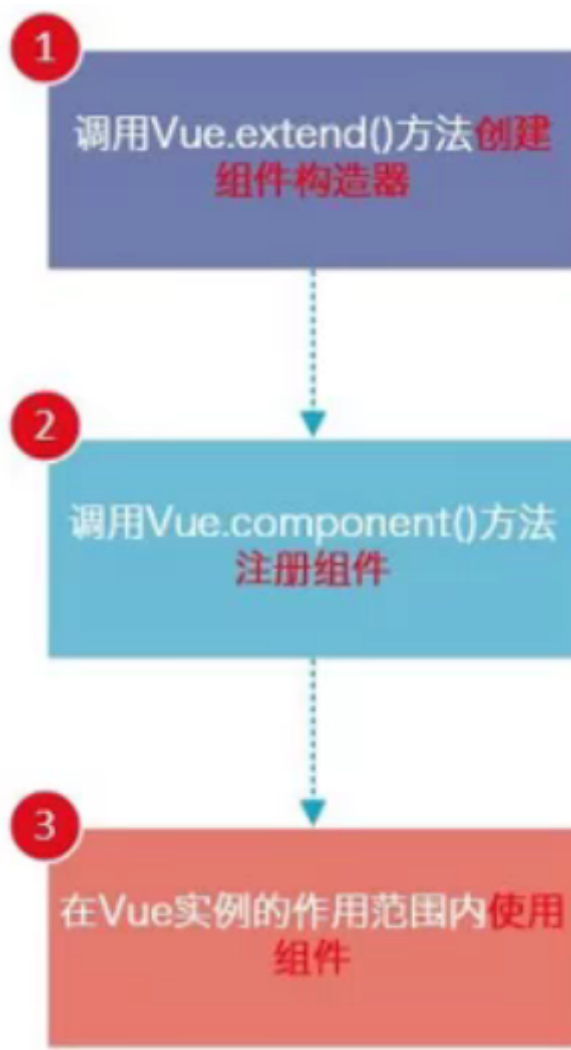 1
调用Vue.extend()方法创建
组件构造器
2
调用Vue.component()方法
注册组件
3
在Vue实例的作用范围内使用
组件